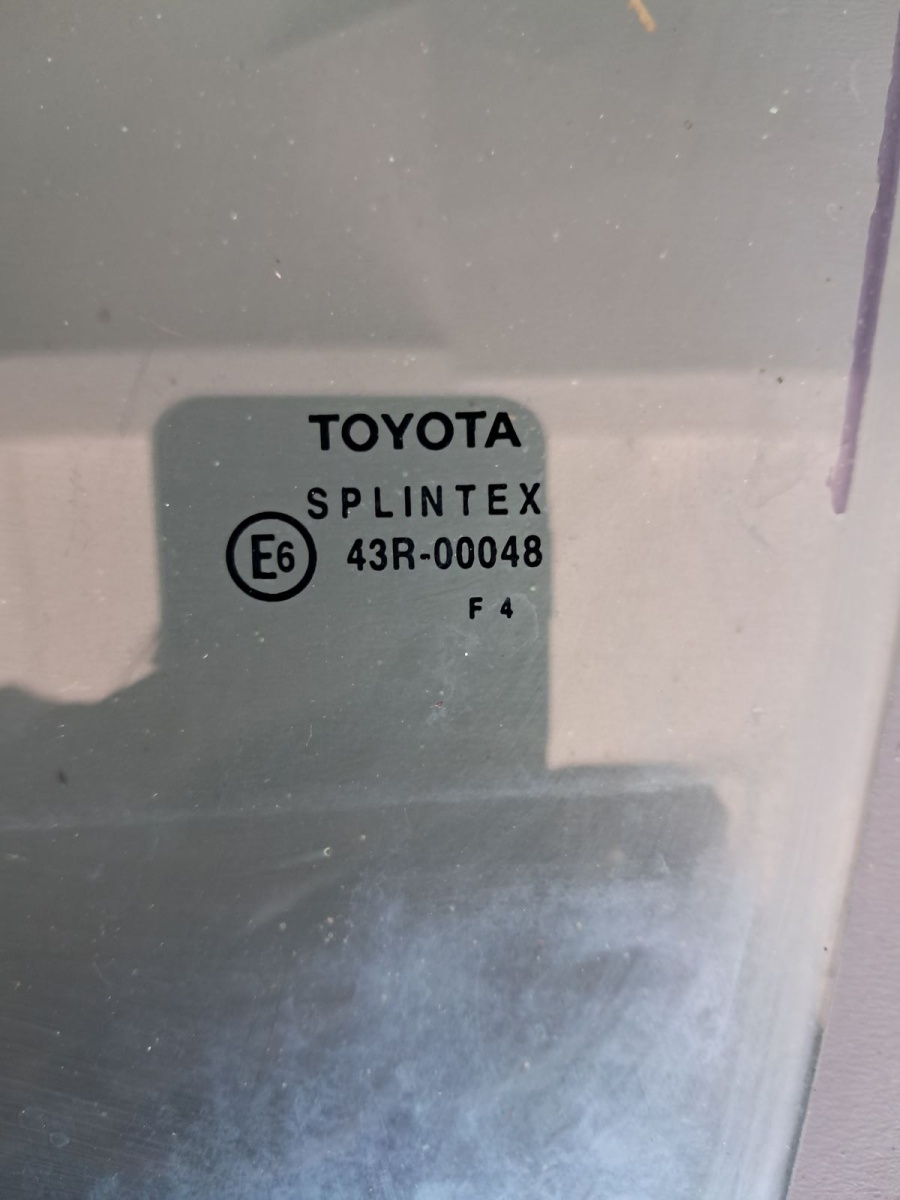 TOYOTA
SPLINTEX
E6 43R-00048
F 4